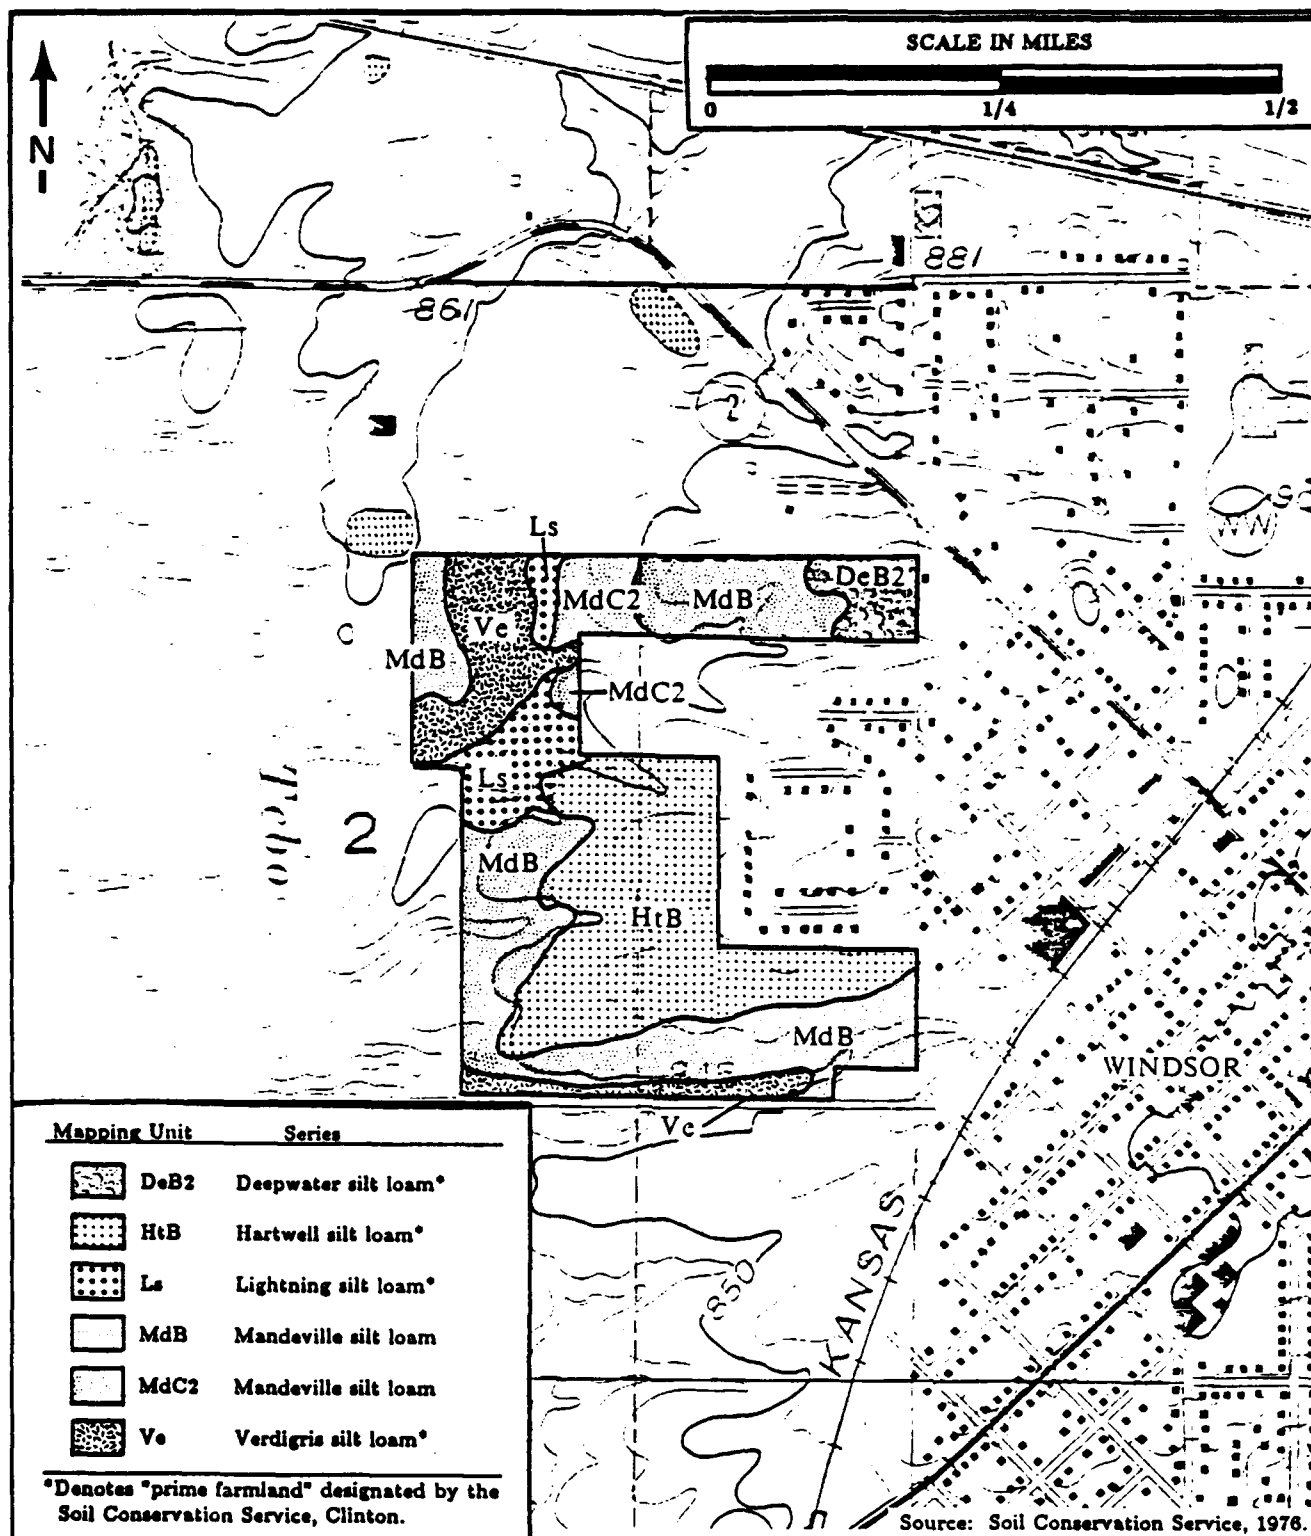 SCALE IN MILES
0 1/4 1/2
N
881
861
2
WW
Ls
DeB2
MdC2
MdB
Ve
MdB
MdC2
Ls
Tebo
2
MdB
HtB
MdB
WINDSOR
Ve
KANSAS
850
Mapping Unit Series
DeB2 Deepwater silt loam*
HtB Hartwell silt loam*
Ls Lightning silt loam*
MdB Mandeville silt loam
MdC2 Mandeville silt loam
Ve Verdigris silt loam*
*Denotes "prime farmland" designated by the
Soil Conservation Service, Clinton.
Source: Soil Conservation Service, 1976.